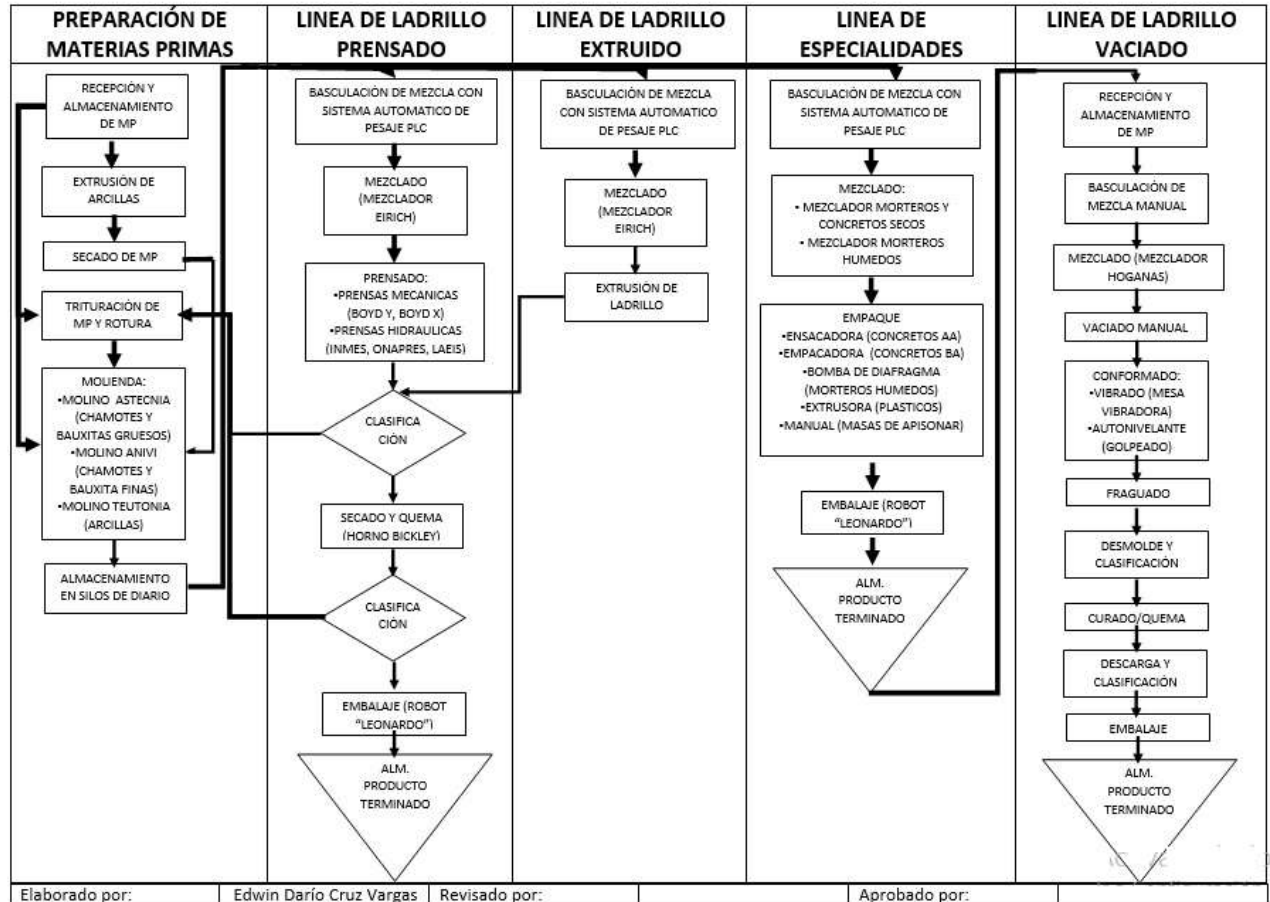 PREPARACIÓN DE
MATERIAS PRIMAS
RECEPCIÓN Y
ALMACENAMIENTO
DE MP
EXTRUSIÓN DE
ARCILLAS
SECADO DE MP
TRITURACIÓN DE
MP Y ROTURA
MOLIENDA:
•MOLINO ASTECNIA
(CHAMOTES Y
BAUXITAS GRUESOS)
•MOLINO ANIVI
(CHAMOTES Y
BAUXITA FINAS)
•MOLINO TEUTONIA
(ARCILLAS)
ALMACENAMIENTO
EN SILOS DE DIARIO
LINEA DE LADRILLO
PRENSADO
BASCULACIÓN DE MEZCLA CON
SISTEMA AUTOMATICO DE
PESAJE PLC
MEZCLADO
(MEZCLADOR
EIRICH)
PRENSADO:
•PRENSAS MECANICAS
(BOYD Y, BOYD X)
•PRENSAS HIDRAULICAS
(INMES, ONAPRES, LAEIS)
CLASIFICA
CIÒN
SECADO Y QUEMA
(HORNO BICKLEY)
CLASIFICA
CIÒN
EMBALAJE (ROBOT
“LEONARDO”)
ALM.
PRODUCTO
TERMINADO
LINEA DE LADRILLO
EXTRUIDO
BASCULACIÓN DE MEZCLA
CON SISTEMA AUTOMATICO
DE PESAJE PLC
MEZCLADO
(MEZCLADOR
EIRICH)
EXTRUSIÓN DE
LADRILLO
LINEA DE
ESPECIALIDADES
BASCULACIÓN DE MEZCLA CON
SISTEMA AUTOMATICO DE
PESAJE PLC
MEZCLADO:
• MEZCLADOR MORTEROS Y
CONCRETOS SECOS
• MEZCLADOR MORTEROS
HUMEDOS
EMPAQUE
•ENSACADORA (CONCRETOS AA)
•EMPACADORA (CONCRETOS BA)
•BOMBA DE DIAFRAGMA
(MORTEROS HUMEDOS)
•EXTRUSORA (PLASTICOS)
•MANUAL (MASAS DE APISONAR)
EMBALAJE (ROBOT
“LEONARDO”)
ALM.
PRODUCTO
TERMINADO
LINEA DE LADRILLO
VACIADO
RECEPCIÓN Y
ALMACENAMIENTO
DE MP
BASCULACIÓN DE
MEZCLA MANUAL
MEZCLADO (MEZCLADOR
HOGANAS)
VACIADO MANUAL
CONFORMADO:
•VIBRADO (MESA
VIBRADORA)
•AUTONIVELANTE
(GOLPEADO)
FRAGUADO
DESMOLDE Y
CLASIFICACIÓN
CURADO/QUEMA
DESCARGA Y
CLASIFICACIÓN
EMBALAJE
ALM.
PRODUCTO
TERMINADO
Elaborado por: Edwin Darío Cruz Vargas Revisado por: Aprobado por: